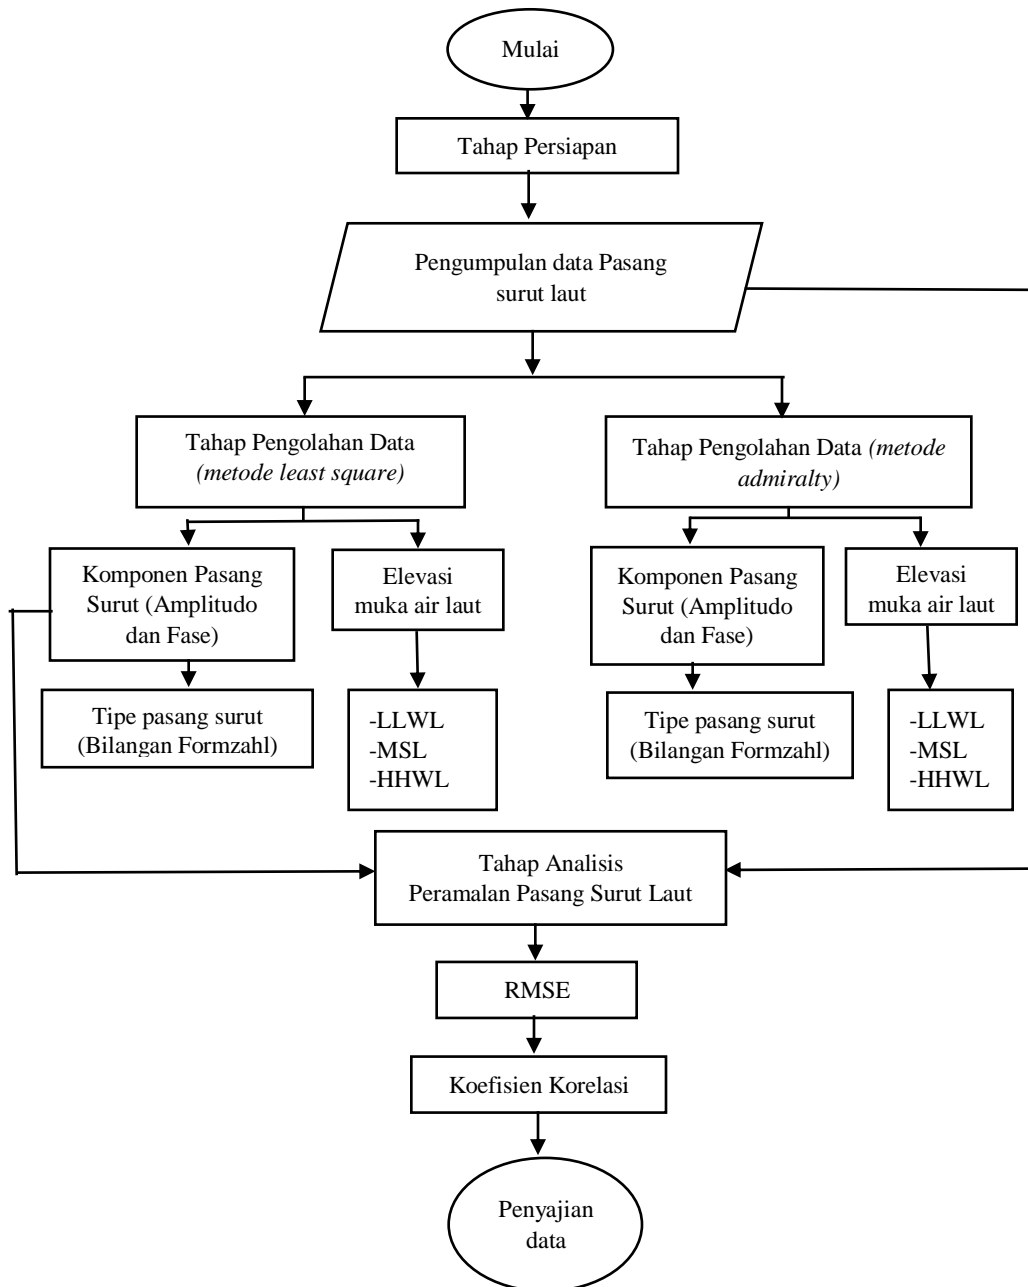 Mulai
Tahap Persiapan
Pengumpulan data Pasang
surut laut
Tahap Pengolahan Data
(metode least square)
Tahap Pengolahan Data (metode
admiralty)
Komponen Pasang
Surut (Amplitudo
dan Fase)
Elevasi
muka air laut
Komponen Pasang
Surut (Amplitudo
dan Fase)
Elevasi
muka air laut
Tipe pasang surut
(Bilangan Formzahl)
-LLWL
-MSL
-HHWL
Tipe pasang surut
(Bilangan Formzahl)
-LLWL
-MSL
-HHWL
Tahap Analisis
Peramalan Pasang Surut Laut
RMSE
Koefisien Korelasi
Penyajian
data